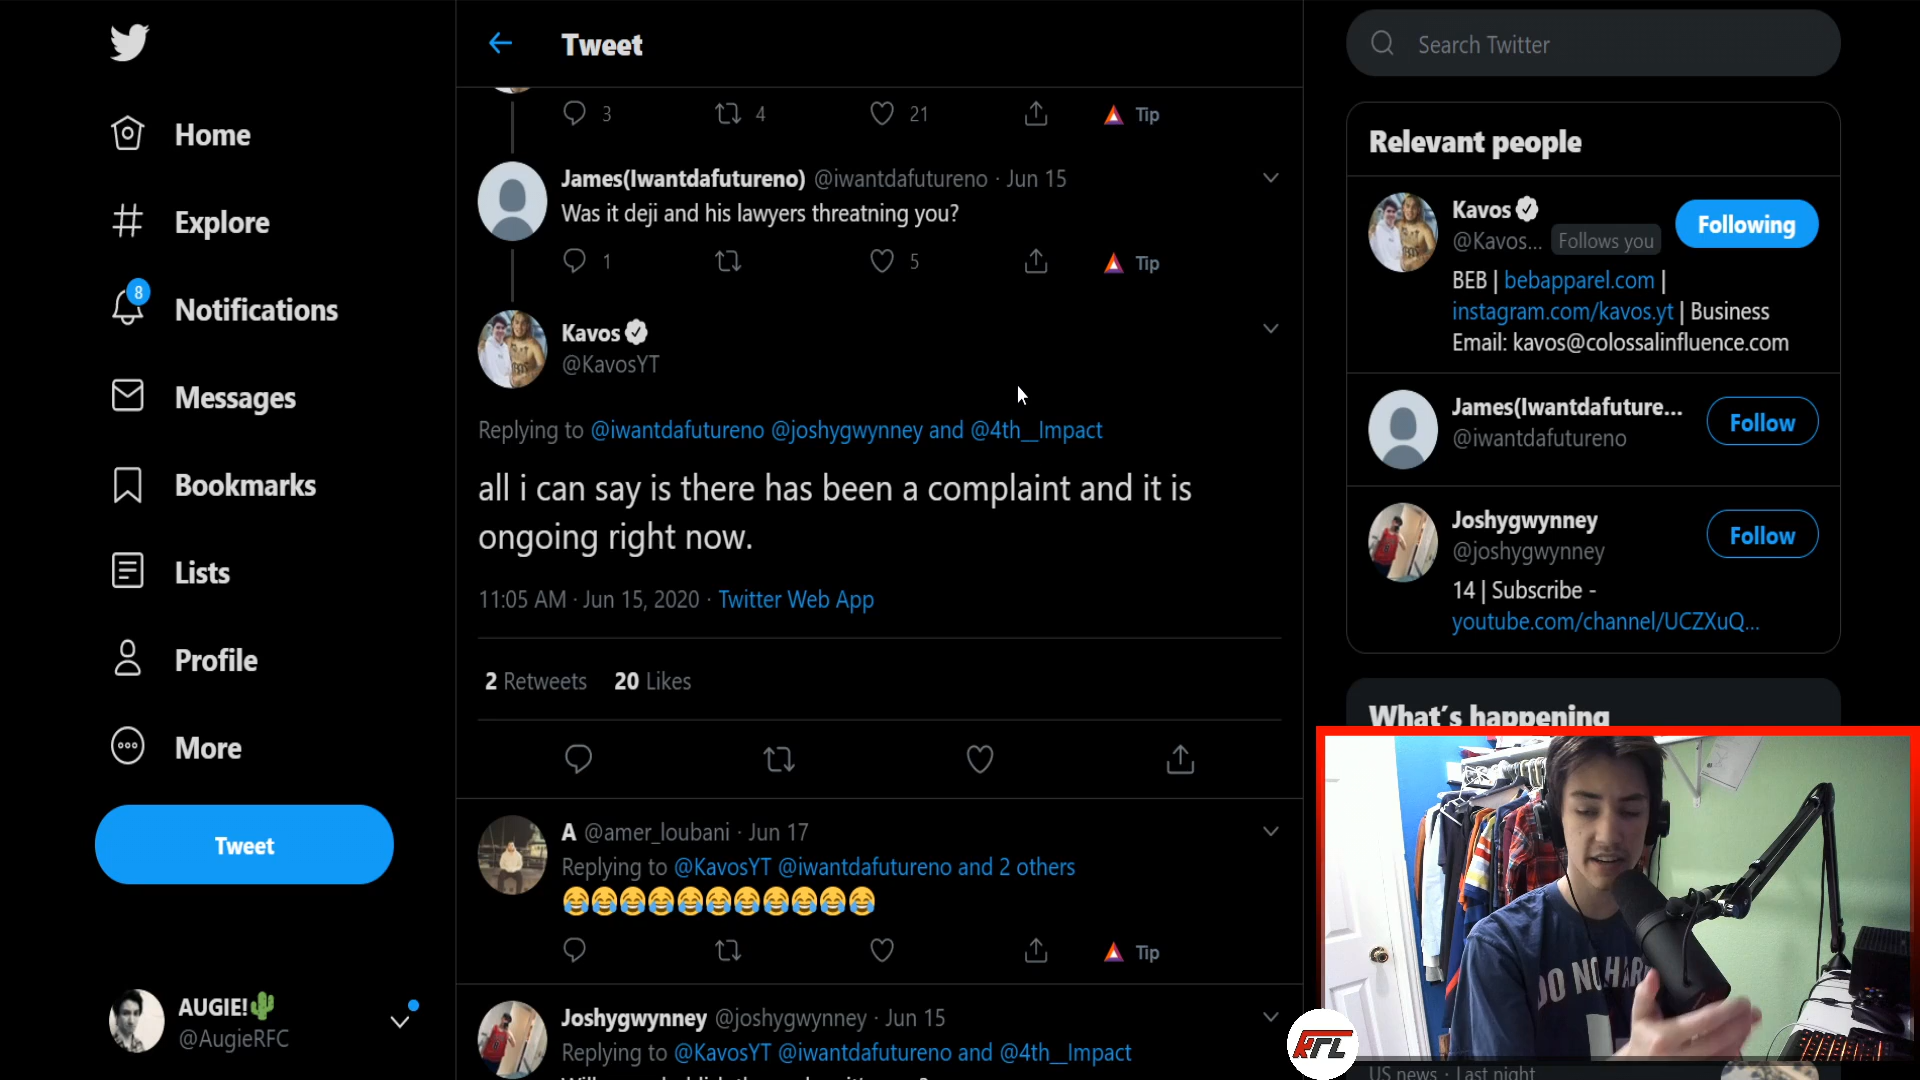 Tweet
Search Twitter
Home
Explore
8
Notifications
Messages
Bookmarks
Lists
Profile
More
Tweet
AUGIE!🌵
@AugieRFC
3 4 21 Tip
James(Iwantdafutureno) @iwantdafutureno · Jun 15
Was it deji and his lawyers threatning you?
1 5 Tip
Kavos
@KavosYT
Replying to @iwantdafutureno @joshygwynney and @4th__Impact
all i can say is there has been a complaint and it is
ongoing right now.
11:05 AM · Jun 15, 2020 · Twitter Web App
2 Retweets 20 Likes
A @amer_loubani · Jun 17
Replying to @KavosYT @iwantdafutureno and 2 others
😂😂😂😂😂😂😂😂😂😂😂
Tip
Joshygwynney @joshygwynney · Jun 15
Replying to @KavosYT @iwantdafutureno and @4th__Impact
Relevant people
Kavos
@Kavos... Follows you
Following
BEB | bebapparel.com |
instagram.com/kavos.yt | Business
Email: kavos@colossalinfluence.com
James(Iwantdafuture...
@iwantdafutureno
Follow
Joshygwynney
@joshygwynney
Follow
14 | Subscribe -
youtube.com/channel/UCZXuQ...
What's happening
DO NO HAR
US news · Last night